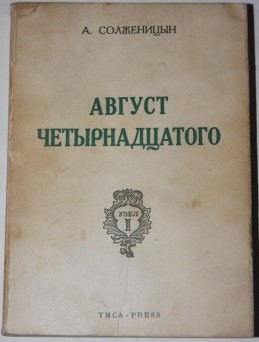 А. СОЛЖЕНИЦЫН
АВГУСТ
ЧЕТЫРНАДЦАТОГО
УЗЕЛ
I
YMCA-PRESS